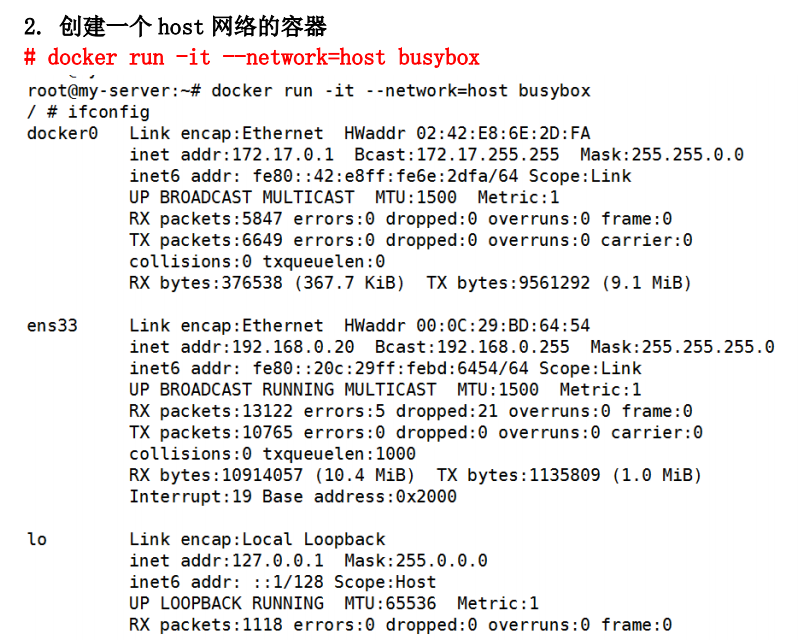 2. 创建一个 host 网络的容器
# docker run -it --network=host busybox
root@my-server:~# docker run -it --network=host busybox
/ # ifconfig
docker0   Link encap:Ethernet  HWaddr 02:42:E8:6E:2D:FA
          inet addr:172.17.0.1  Bcast:172.17.255.255  Mask:255.255.0.0
          inet6 addr: fe80::42:e8ff:fe6e:2dfa/64 Scope:Link
          UP BROADCAST MULTICAST  MTU:1500  Metric:1
          RX packets:5847 errors:0 dropped:0 overruns:0 frame:0
          TX packets:6649 errors:0 dropped:0 overruns:0 carrier:0
          collisions:0 txqueuelen:0
          RX bytes:376538 (367.7 KiB)  TX bytes:9561292 (9.1 MiB)
ens33     Link encap:Ethernet  HWaddr 00:0C:29:BD:64:54
          inet addr:192.168.0.20  Bcast:192.168.0.255  Mask:255.255.255.0
          inet6 addr: fe80::20c:29ff:febd:6454/64 Scope:Link
          UP BROADCAST RUNNING MULTICAST  MTU:1500  Metric:1
          RX packets:13122 errors:5 dropped:21 overruns:0 frame:0
          TX packets:10765 errors:0 dropped:0 overruns:0 carrier:0
          collisions:0 txqueuelen:1000
          RX bytes:10914057 (10.4 MiB)  TX bytes:1135809 (1.0 MiB)
          Interrupt:19 Base address:0x2000
lo        Link encap:Local Loopback
          inet addr:127.0.0.1  Mask:255.0.0.0
          inet6 addr: ::1/128 Scope:Host
          UP LOOPBACK RUNNING  MTU:65536  Metric:1
          RX packets:1118 errors:0 dropped:0 overruns:0 frame:0